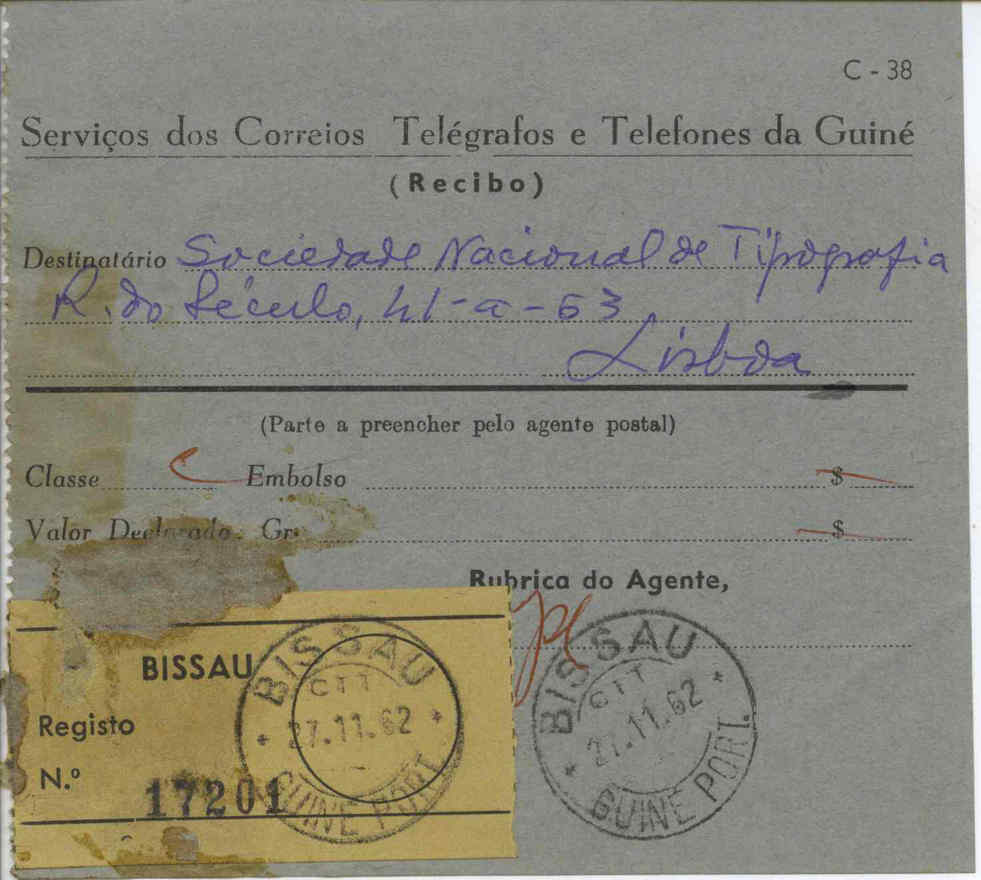 C - 38
Serviços dos Correios Telégrafos e Telefones da Guiné
(Recibo)
Destinatário Sociedade Nacional de Tipografia
R. do Século, 41-a-63
Lisboa
(Parte a preencher pelo agente postal)
Classe C Embolso $
Valor Declarado Gr. $
Rubrica do Agente,
BISSAU
Registo
N.º 17201
BISSAU
CTT
27.11.62
GUINÉ PORT.
BISSAU
CTT
27.11.62
GUINÉ PORT.